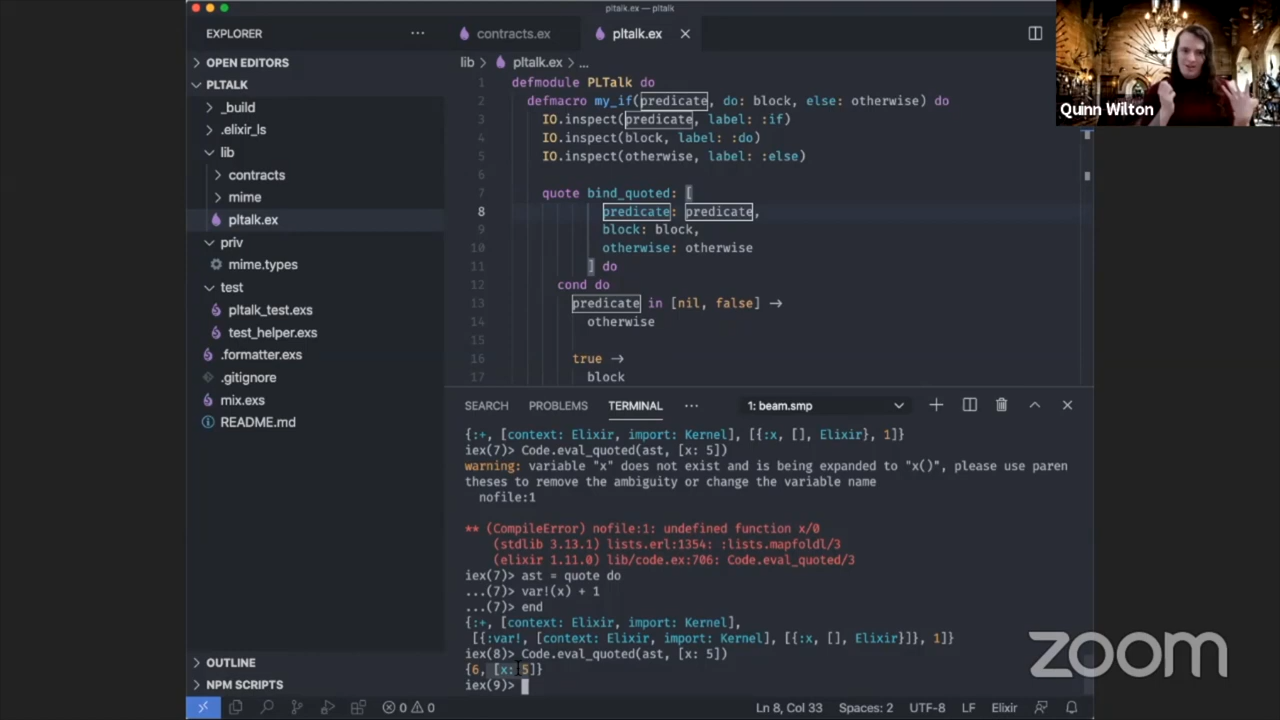 pltalk.ex — pltalk
EXPLORER
OPEN EDITORS
PLTALK
_build
.elixir_ls
lib
contracts
mime
pltalk.ex
priv
mime.types
test
pltalk_test.exs
test_helper.exs
.formatter.exs
.gitignore
mix.exs
README.md
OUTLINE
NPM SCRIPTS
contracts.ex
pltalk.ex
lib > pltalk.ex > ...
1 defmodule PLTalk do
2 defmacro my_if(predicate, do: block, else: otherwise) do
3 IO.inspect(predicate, label: :if)
4 IO.inspect(block, label: :do)
5 IO.inspect(otherwise, label: :else)
6
7 quote bind_quoted: [
8 predicate: predicate,
9 block: block,
10 otherwise: otherwise
11 ] do
12 cond do
13 predicate in [nil, false] ->
14 otherwise
15
16 true ->
17 block
SEARCH PROBLEMS TERMINAL ... 1: beam.smp
{:+, [context: Elixir, import: Kernel], [{:x, [], Elixir}, 1]}
iex(7)> Code.eval_quoted(ast, [x: 5])
warning: variable "x" does not exist and is being expanded to "x()", please use paren
theses to remove the ambiguity or change the variable name
nofile:1
** (CompileError) nofile:1: undefined function x/0
(stdlib 3.13.1) lists.erl:1354: :lists.mapfoldl/3
(elixir 1.11.0) lib/code.ex:706: Code.eval_quoted/3
iex(7)> ast = quote do
...(7)> var!(x) + 1
...(7)> end
{:+, [context: Elixir, import: Kernel],
[{:var!, [context: Elixir, import: Kernel], [{:x, [], Elixir}]}, 1]}
iex(8)> Code.eval_quoted(ast, [x: 5])
{6, [x: 5]}
iex(9)>
0 0 Ln 8, Col 33 Spaces: 2 UTF-8 LF Elixir
Quinn Wilton
zoom